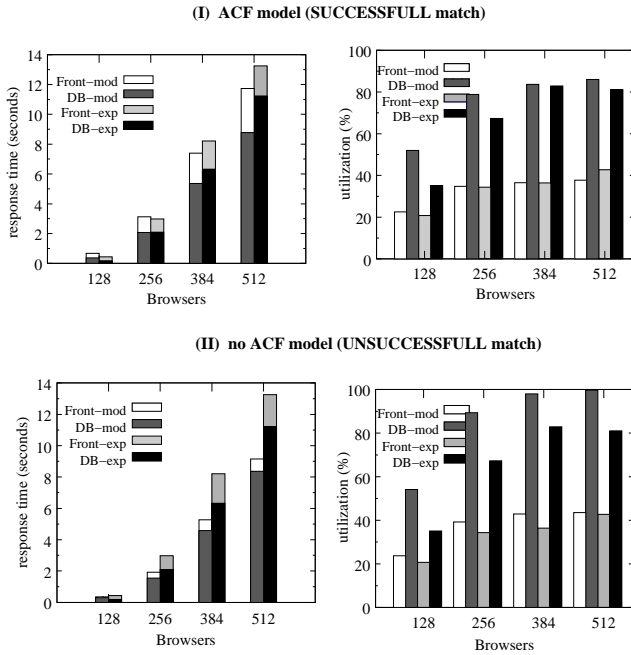 (I) ACF model (SUCCESSFULL match)
response time (seconds)
14
12
10
8
6
4
2
0
Front−mod
DB−mod
Front−exp
DB−exp
128 256 384 512
Browsers
utilization (%)
100
80
60
40
20
0
Front−mod
DB−mod
Front−exp
DB−exp
128 256 384 512
Browsers
(II) no ACF model (UNSUCCESSFULL match)
response time (seconds)
14
12
10
8
6
4
2
0
Front−mod
DB−mod
Front−exp
DB−exp
128 256 384 512
Browsers
utilization (%)
100
80
60
40
20
0
Front−mod
DB−mod
Front−exp
DB−exp
128 256 384 512
Browsers